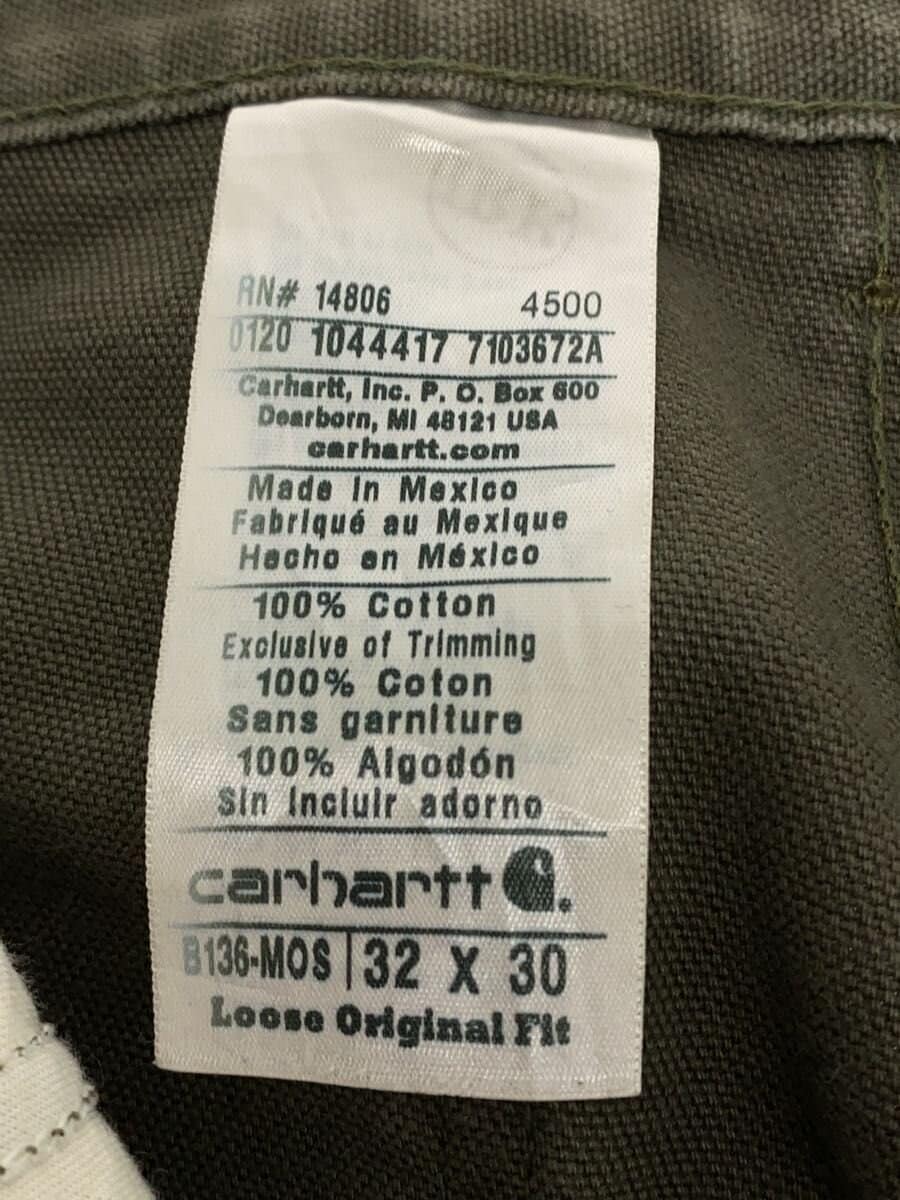 RN# 14806 4500
0120 1044417 7103672A
Carhartt, Inc. P. O. Box 600
Dearborn, MI 48121 USA
carhartt.com
Made in Mexico
Fabriqué au Mexique
Hecho en México
100% Cotton
Exclusive of Trimming
100% Coton
Sans garniture
100% Algodón
Sin incluir adorno
carhartt
B136-MOS | 32 X 30
Loose Original Fit